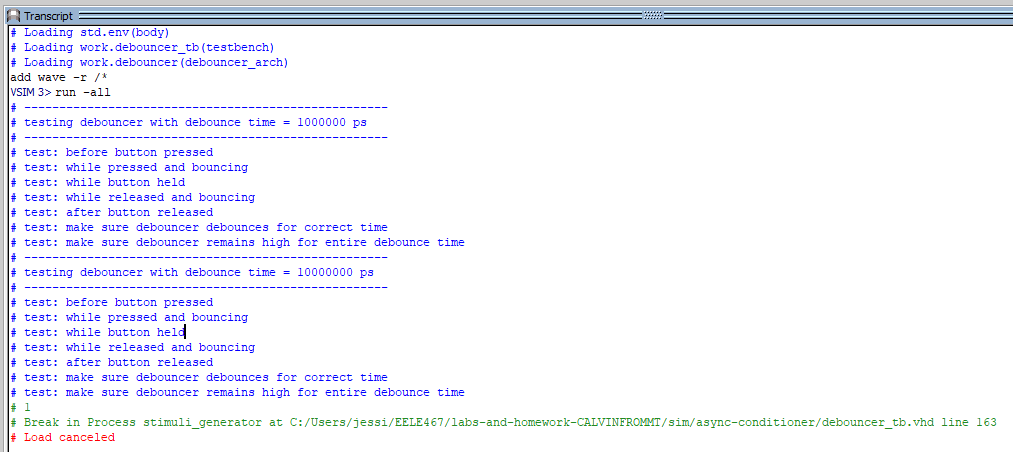 Transcript
# Loading std.env(body)
# Loading work.debouncer_tb(testbench)
# Loading work.debouncer(debouncer_arch)
add wave -r /*
VSIM 3> run -all
# ----------------------------------------------------
# testing debouncer with debounce time = 1000000 ps
# ----------------------------------------------------
# test: before button pressed
# test: while pressed and bouncing
# test: while button held
# test: while released and bouncing
# test: after button released
# test: make sure debouncer debounces for correct time
# test: make sure debouncer remains high for entire debounce time
# ----------------------------------------------------
# testing debouncer with debounce time = 10000000 ps
# ----------------------------------------------------
# test: before button pressed
# test: while pressed and bouncing
# test: while button held
# test: while released and bouncing
# test: after button released
# test: make sure debouncer debounces for correct time
# test: make sure debouncer remains high for entire debounce time
# 1
# Break in Process stimuli_generator at C:/Users/jessi/EELE467/labs-and-homework-CALVINFROMMT/sim/async-conditioner/debouncer_tb.vhd line 163
# Load canceled